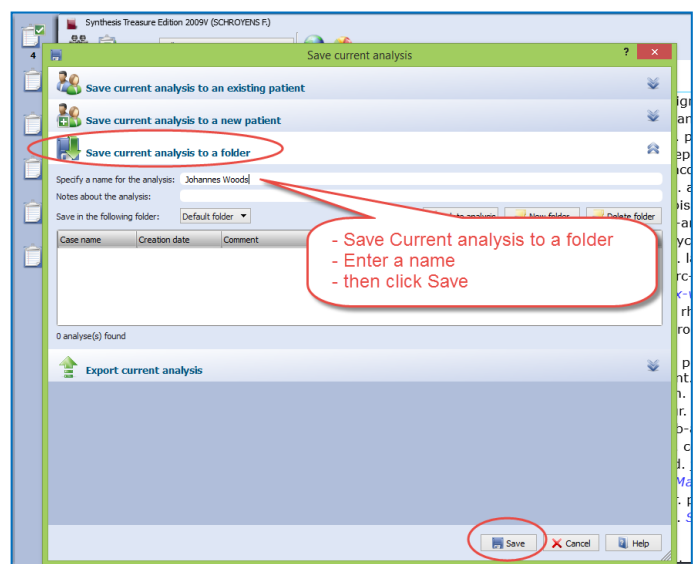 Synthesis Treasure Edition 2009V (SCHROYENS F.)
4
Save current analysis
?
Save current analysis to an existing patient
Save current analysis to a new patient
Save current analysis to a folder
Specify a name for the analysis: Johannes Woods
Notes about the analysis:
Save in the following folder: Default folder
New folder Delete folder
Case name Creation date Comment
- Save Current analysis to a folder
- Enter a name
- then click Save
0 analyse(s) found
Export current analysis
Save Cancel Help